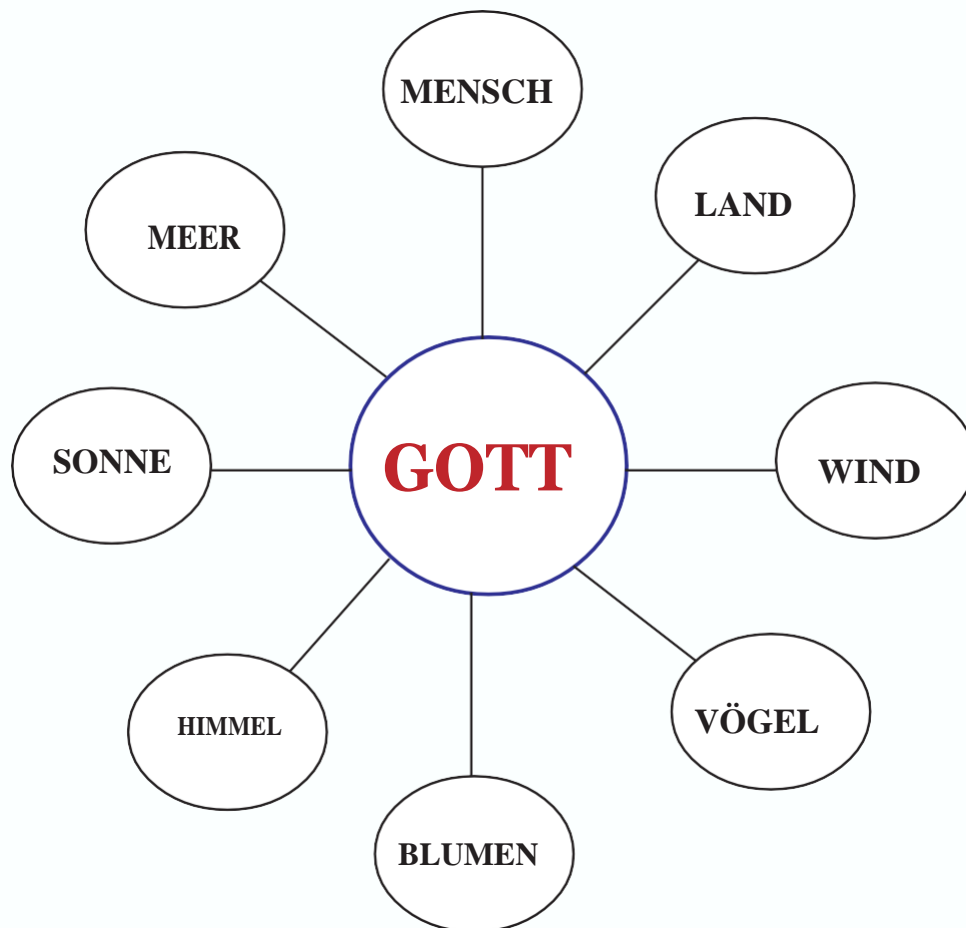 MENSCH
LAND
MEER
SONNE
GOTT
WIND
HIMMEL
VÖGEL
BLUMEN